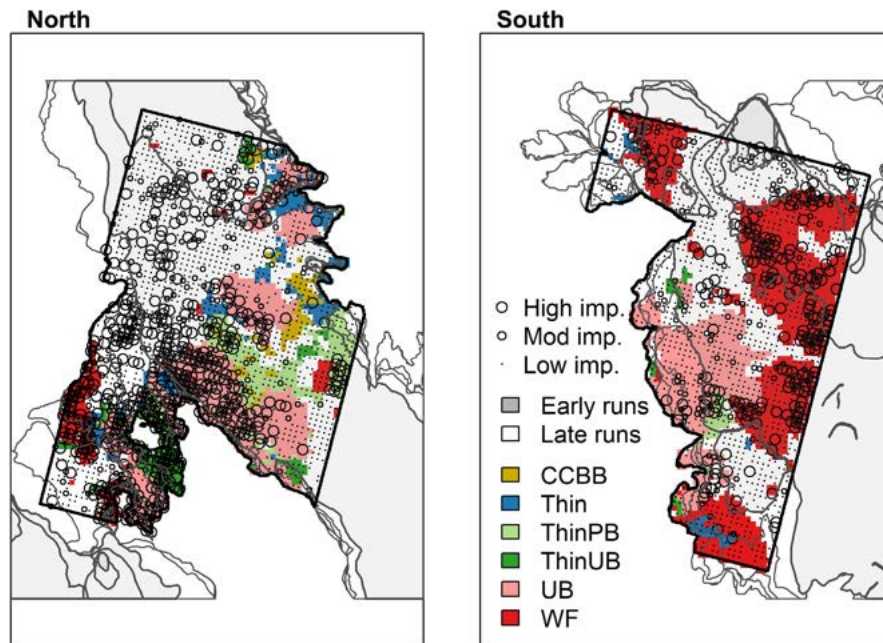 North
South
High imp.
Mod imp.
Low imp.
Early runs
Late runs
CCBB
Thin
ThinPB
ThinUB
UB
WF